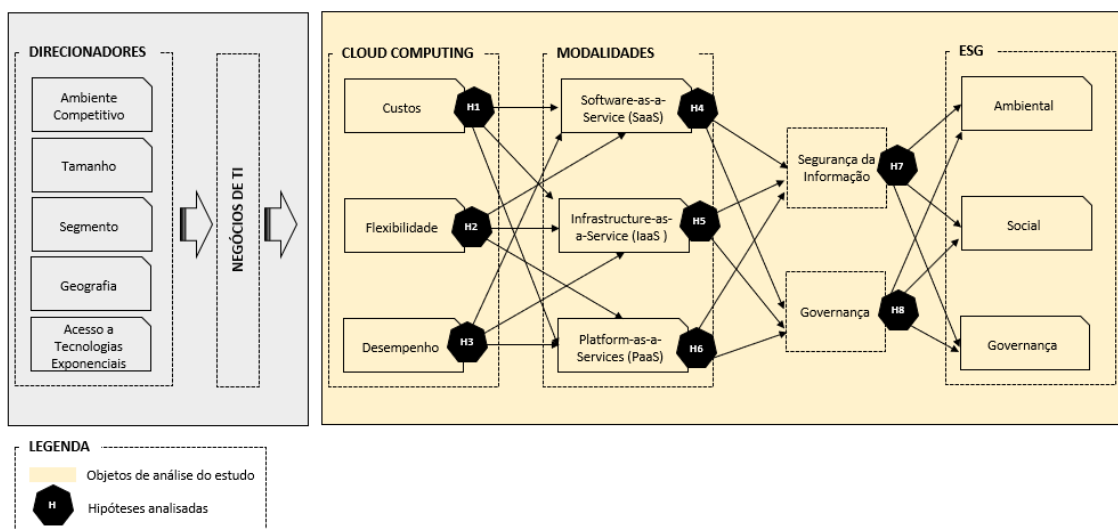 DIRECIONADORES
Ambiente
Competitivo
Tamanho
Segmento
Geografia
Acesso a
Tecnologias
Exponenciais
NEGÓCIOS DE TI
CLOUD COMPUTING
Custos
H1
Flexibilidade
H2
Desempenho
H3
MODALIDADES
Software-as-a-
Service (SaaS)
H4
Infrastructure-as-
a-Service (IaaS )
H5
Platform-as-a-
Services (PaaS)
H6
Segurança da
Informação
H7
Governança
H8
ESG
Ambiental
Social
Governança
LEGENDA
Objetos de análise do estudo
H
Hipóteses analisadas